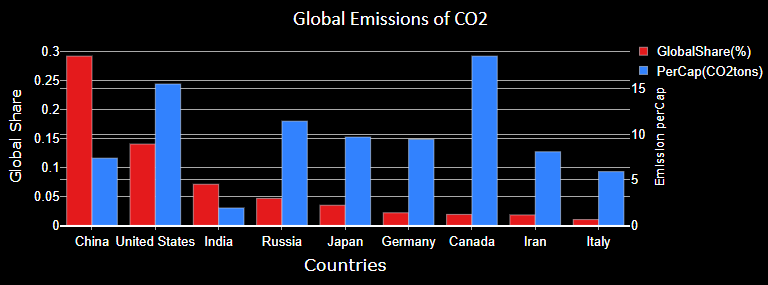 Global Emissions of CO2
GlobalShare(%)
PerCap(CO2tons)
Global Share
0.3
0.25
0.2
0.15
0.1
0.05
0
Emission perCap
15
10
5
0
China United States India Russia Japan Germany Canada Iran Italy
Countries